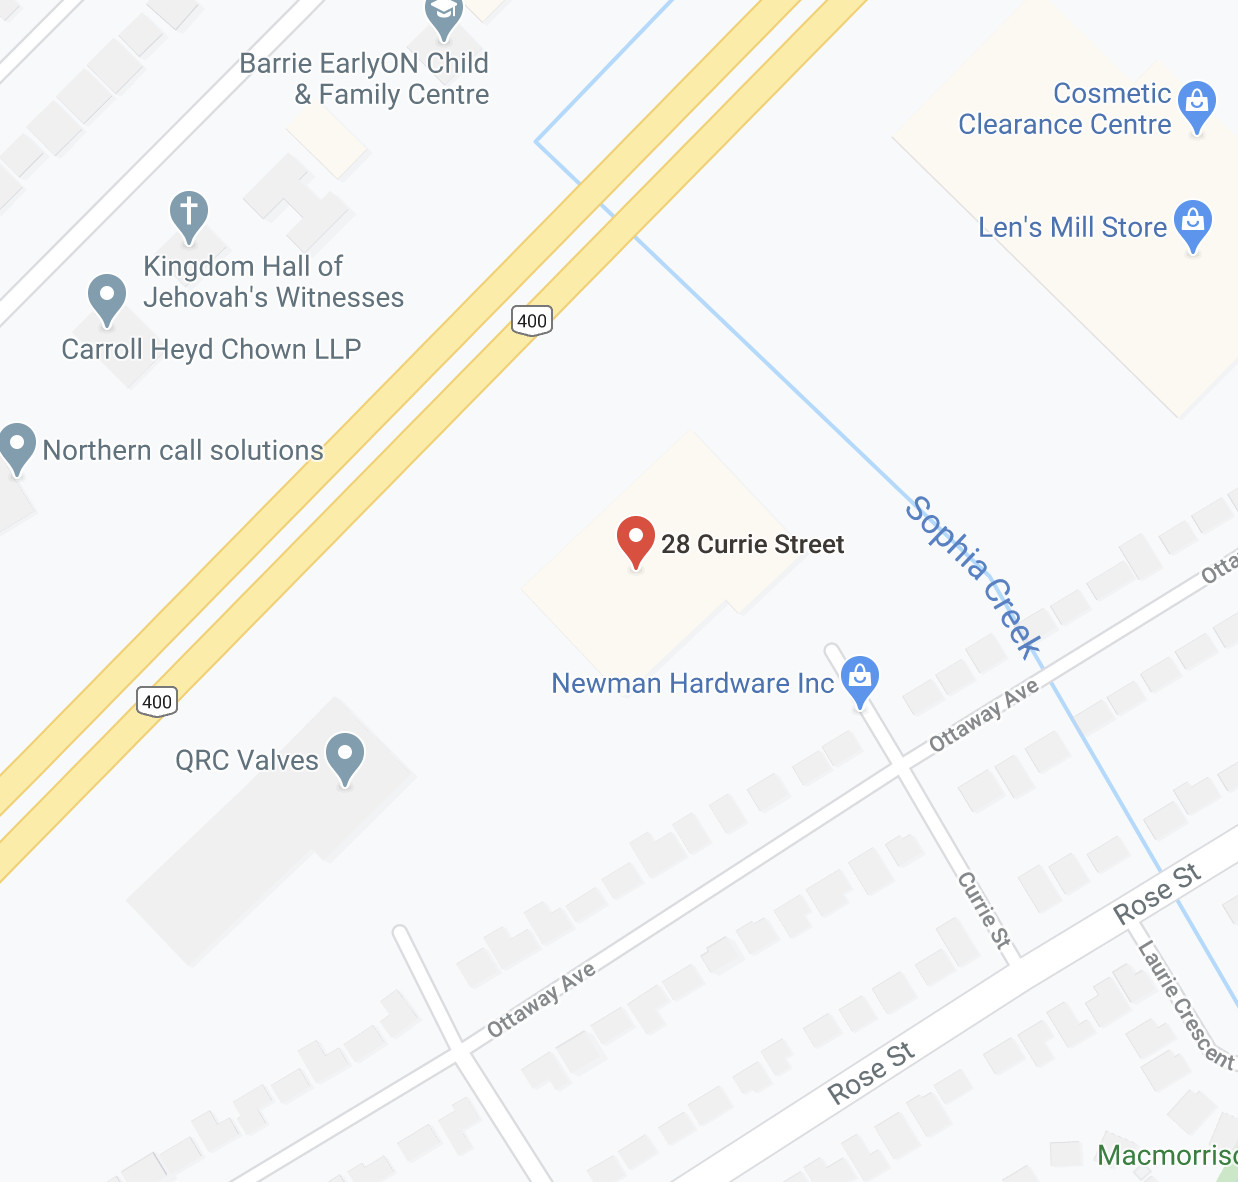 Barrie EarlyON Child
& Family Centre
Cosmetic
Clearance Centre
Len's Mill Store
Kingdom Hall of
Jehovah's Witnesses
Carroll Heyd Chown LLP
400
Northern call solutions
Sophia Creek
28 Currie Street
Otta
Newman Hardware Inc
Ottaway Ave
400
QRC Valves
Currie St
Rose St
Laurie Crescent
Ottaway Ave
Rose St
Macmorris